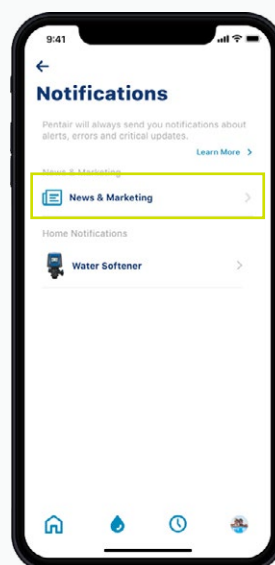 9:41
Notifications
Pentair will always send you notifications about
alerts, errors and critical updates.
Learn More
News & Marketing
News & Marketing
Home Notifications
Water Softener